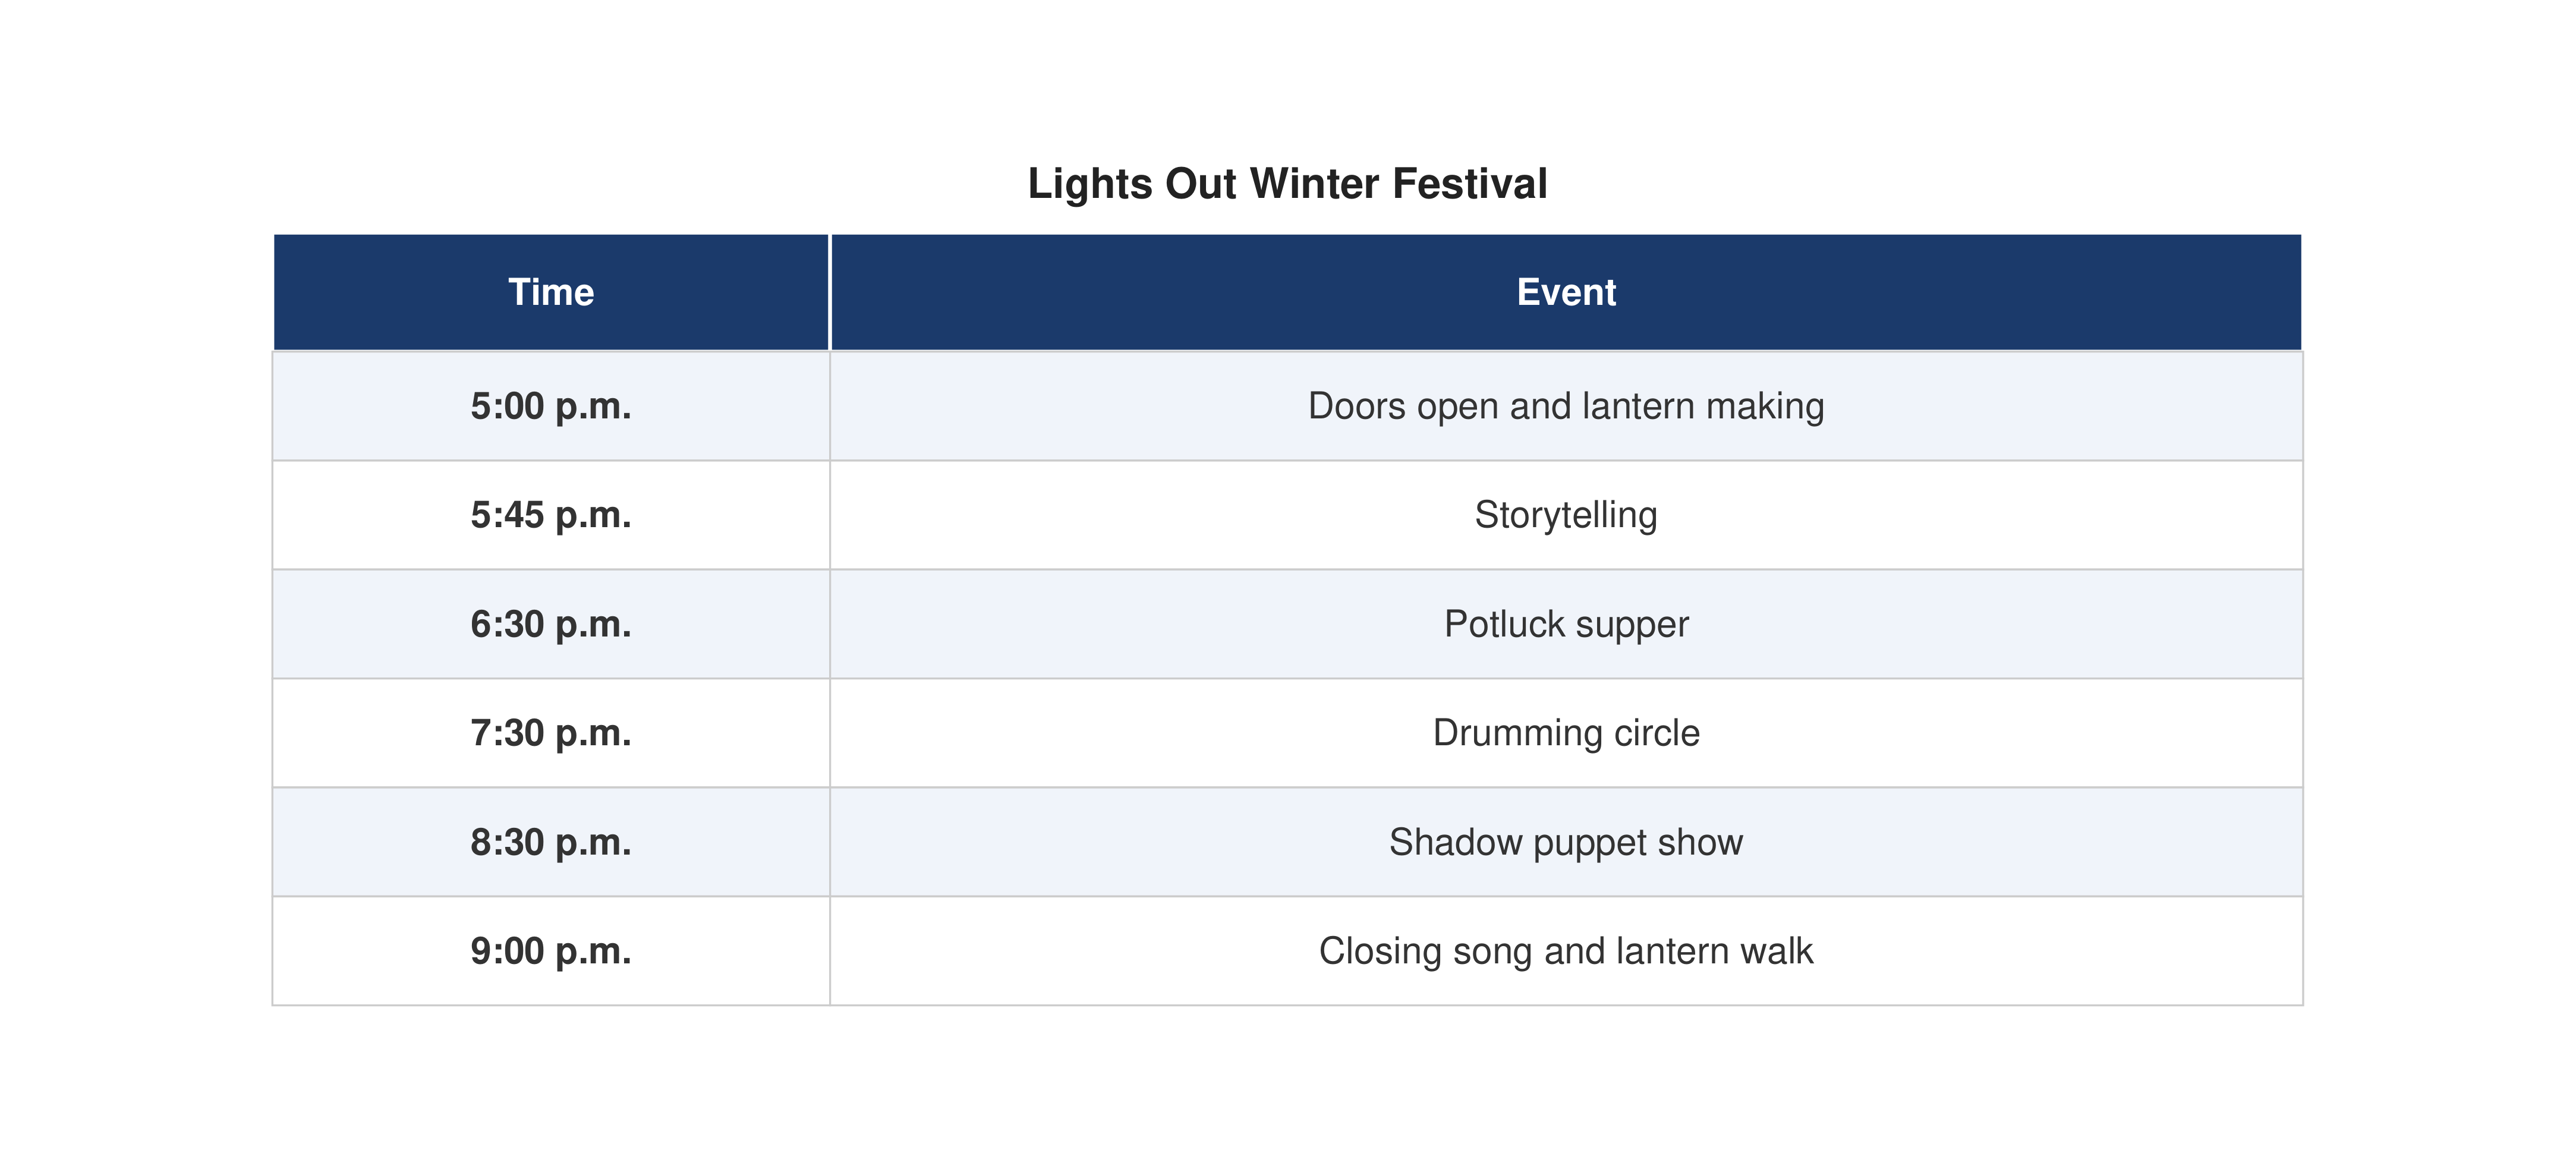 Lights Out Winter Festival
Time Event
5:00 p.m. Doors open and lantern making
5:45 p.m. Storytelling
6:30 p.m. Potluck supper
7:30 p.m. Drumming circle
8:30 p.m. Shadow puppet show
9:00 p.m. Closing song and lantern walk